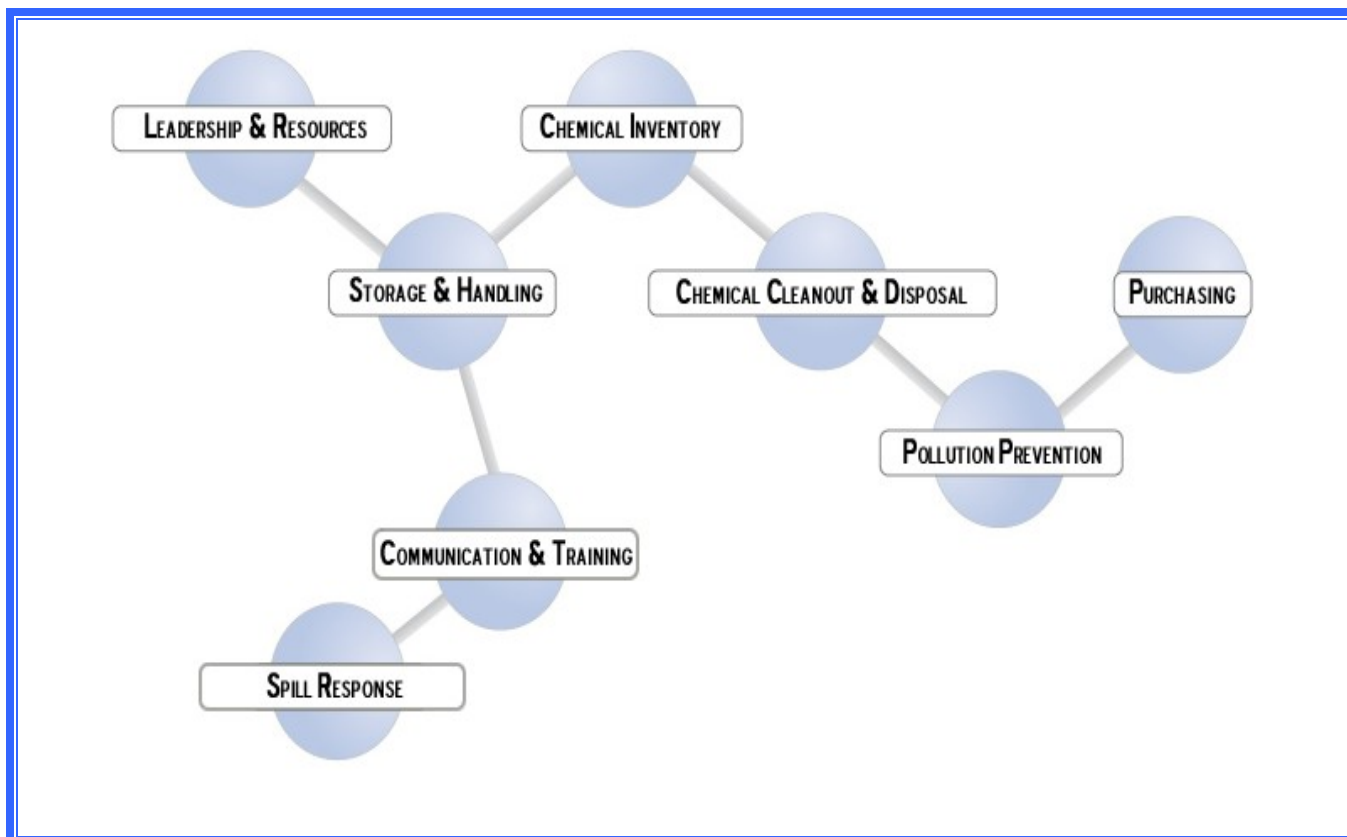 LEADERSHIP & RESOURCES
CHEMICAL INVENTORY
STORAGE & HANDLING
CHEMICAL CLEANOUT & DISPOSAL
PURCHASING
POLLUTION PREVENTION
COMMUNICATION & TRAINING
SPILL RESPONSE